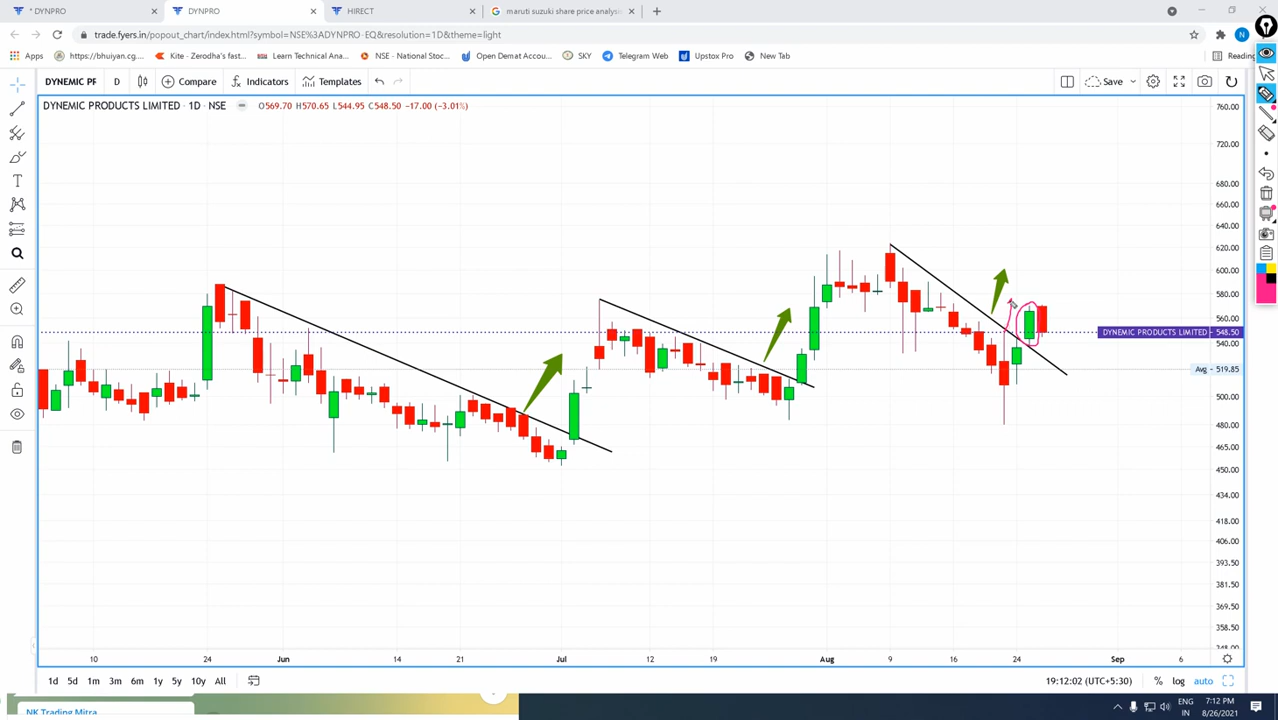 * DYNPRO
DYNPRO
HIRECT
maruti suzuki share price analysis
trade.fyers.in/popout_chart/index.html?symbol=NSE%3ADYNPRO EQ&resolution=1D&theme=light
N
Apps
https://bhuiyan.cg....
Kite - Zerodha's fast...
Learn Technical Ana...
NSE - National Stoc...
Open Demat Accou...
SKY
Telegram Web
Upstox Pro
New Tab
Reading
DYNEMIC PR
D
Compare
Indicators
Templates
Save
DYNEMIC PRODUCTS LIMITED · 1D · NSE
O569.70 H570.65 L544.95 C548.50 −17.00 (−3.01%)
760.00
720.00
680.00
660.00
640.00
620.00
600.00
580.00
560.00
DYNEMIC PRODUCTS LIMITED
548.50
540.00
Avg
519.85
500.00
480.00
465.00
450.00
434.00
418.00
406.00
393.50
381.50
369.50
358.50
348.00
10
24
Jun
14
21
Jul
12
19
Aug
9
16
24
Sep
6
1d
5d
1m
3m
6m
1y
5y
10y
All
19:12:02 (UTC+5:30)
%
log
auto
NK Trading Mitra
ENG
IN
7:12 PM
8/26/2021